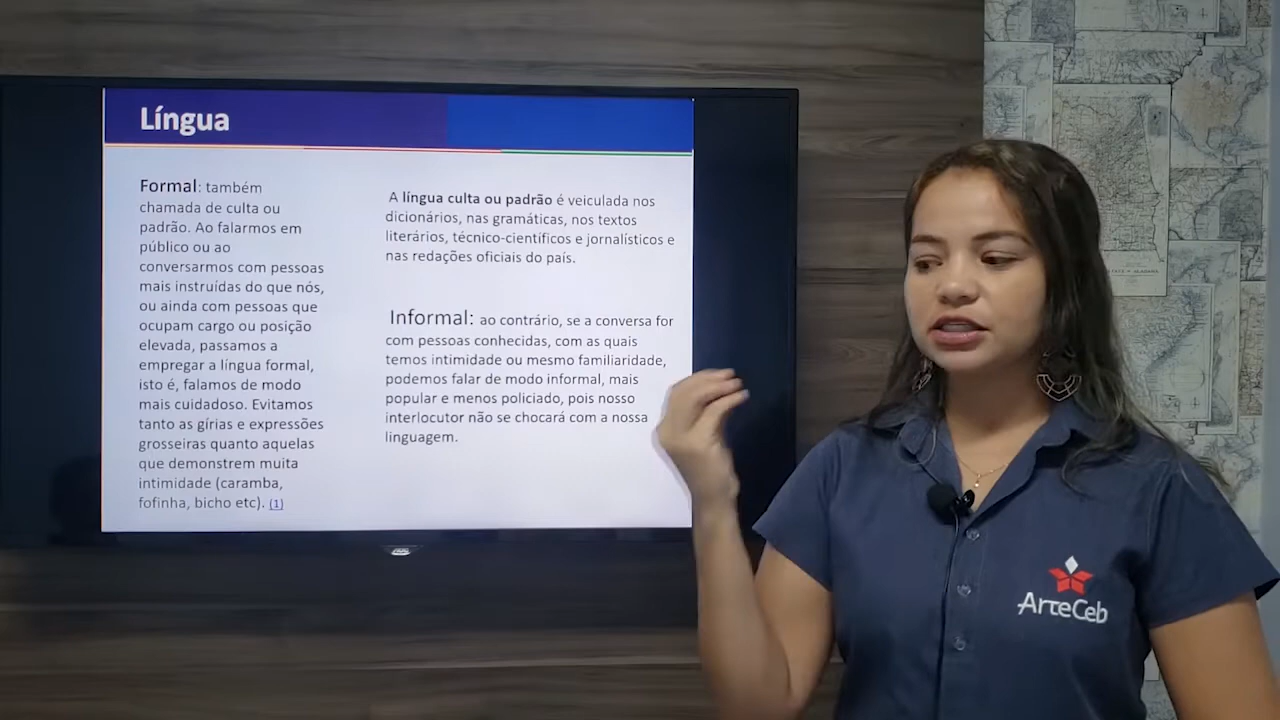 Língua
Formal: também
chamada de culta ou
padrão. Ao falarmos em
público ou ao
conversarmos com pessoas
mais instruídas do que nós,
ou ainda com pessoas que
ocupam cargo ou posição
elevada, passamos a
empregar a língua formal,
isto é, falamos de modo
mais cuidadoso. Evitamos
tanto as gírias e expressões
grosseiras quanto aquelas
que demonstrem muita
intimidade (caramba,
fofinha, bicho etc). (1)
A língua culta ou padrão é veiculada nos
dicionários, nas gramáticas, nos textos
literários, técnico-científicos e jornalísticos e
nas redações oficiais do país.
Informal: ao contrário, se a conversa for
com pessoas conhecidas, com as quais
temos intimidade ou mesmo familiaridade,
podemos falar de modo informal, mais
popular e menos policiado, pois nosso
interlocutor não se chocará com a nossa
linguagem.
ArteCeb